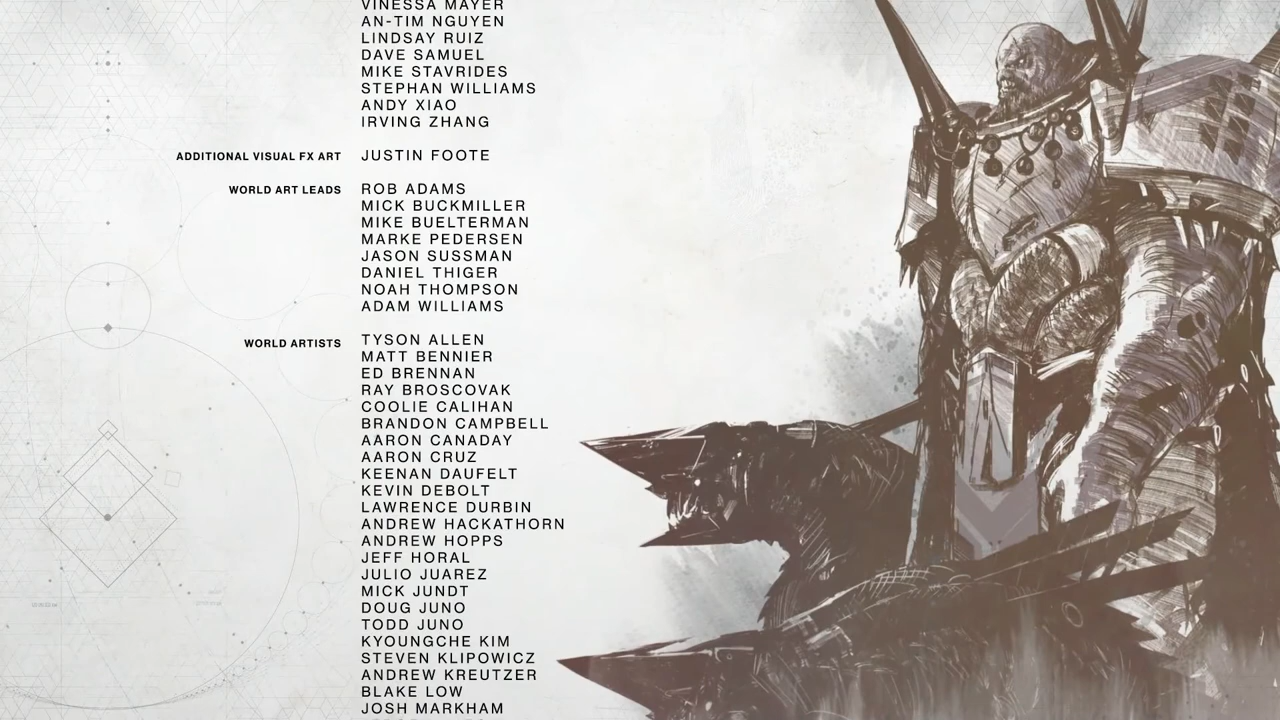 VINESSA MAYER
AN-TIM NGUYEN
LINDSAY RUIZ
DAVE SAMUEL
MIKE STAVRIDES
STEPHAN WILLIAMS
ANDY XIAO
IRVING ZHANG
ADDITIONAL VISUAL FX ART JUSTIN FOOTE
WORLD ART LEADS ROB ADAMS
MICK BUCKMILLER
MIKE BUELTERMAN
MARKE PEDERSEN
JASON SUSSMAN
DANIEL THIGER
NOAH THOMPSON
ADAM WILLIAMS
WORLD ARTISTS TYSON ALLEN
MATT BENNIER
ED BRENNAN
RAY BROSCOVAK
COOLIE CALIHAN
BRANDON CAMPBELL
AARON CANADAY
AARON CRUZ
KEENAN DAUFELT
KEVIN DEBOLT
LAWRENCE DURBIN
ANDREW HACKATHORN
ANDREW HOPPS
JEFF HORAL
JULIO JUAREZ
MICK JUNDT
DOUG JUNO
TODD JUNO
KYOUNGCHE KIM
STEVEN KLIPOWICZ
ANDREW KREUTZER
BLAKE LOW
JOSH MARKHAM